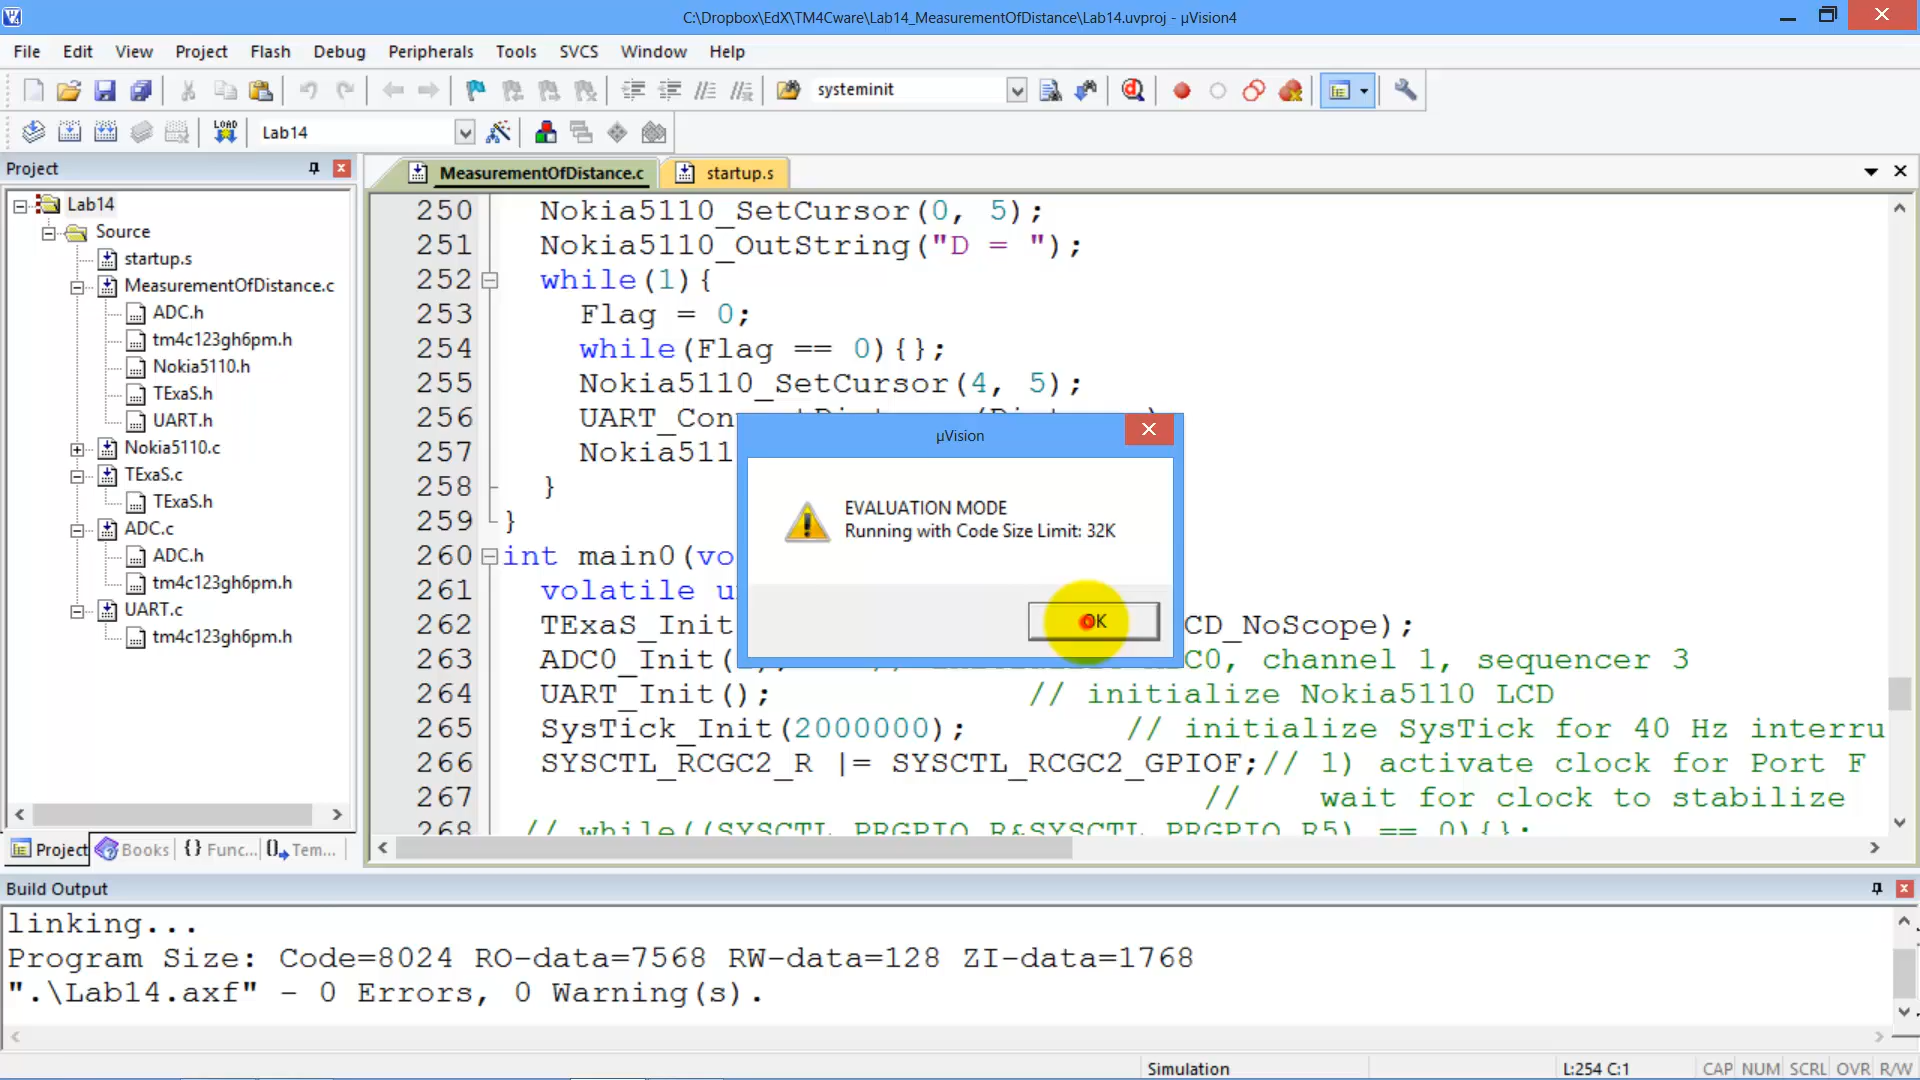 C:\Dropbox\EdX\TM4Cware\Lab14_MeasurementOfDistance\Lab14.uvproj - µVision4
File Edit View Project Flash Debug Peripherals Tools SVCS Window Help
systeminit
LOAD
Lab14
Project
Lab14
Source
startup.s
MeasurementOfDistance.c
ADC.h
tm4c123gh6pm.h
Nokia5110.h
TExaS.h
UART.h
Nokia5110.c
TExaS.c
TExaS.h
ADC.c
ADC.h
tm4c123gh6pm.h
UART.c
tm4c123gh6pm.h
Project Books {} Func... Tem...
MeasurementOfDistance.c startup.s
250 Nokia5110_SetCursor(0, 5);
251 Nokia5110_OutString("D = ");
252 while(1){
253 Flag = 0;
254 while(Flag == 0){};
255 Nokia5110_SetCursor(4, 5);
256 UART_Con
257 Nokia511
258 }
259 }
260 int main0(vo
261 volatile u
262 TExaS_Init CD_NoScope);
263 ADC0_Init( C0, channel 1, sequencer 3
264 UART_Init(); // initialize Nokia5110 LCD
265 SysTick_Init(2000000); // initialize SysTick for 40 Hz interru
266 SYSCTL_RCGC2_R |= SYSCTL_RCGC2_GPIOF;// 1) activate clock for Port F
267 // wait for clock to stabilize
268 // while((SYSCTL_PRGPIO_R&SYSCTL_PRGPIO_R5) == 0){};
µVision
EVALUATION MODE
Running with Code Size Limit: 32K
OK
Build Output
linking...
Program Size: Code=8024 RO-data=7568 RW-data=128 ZI-data=1768
".\Lab14.axf" - 0 Errors, 0 Warning(s).
Simulation L:254 C:1 CAP NUM SCRL OVR R/W